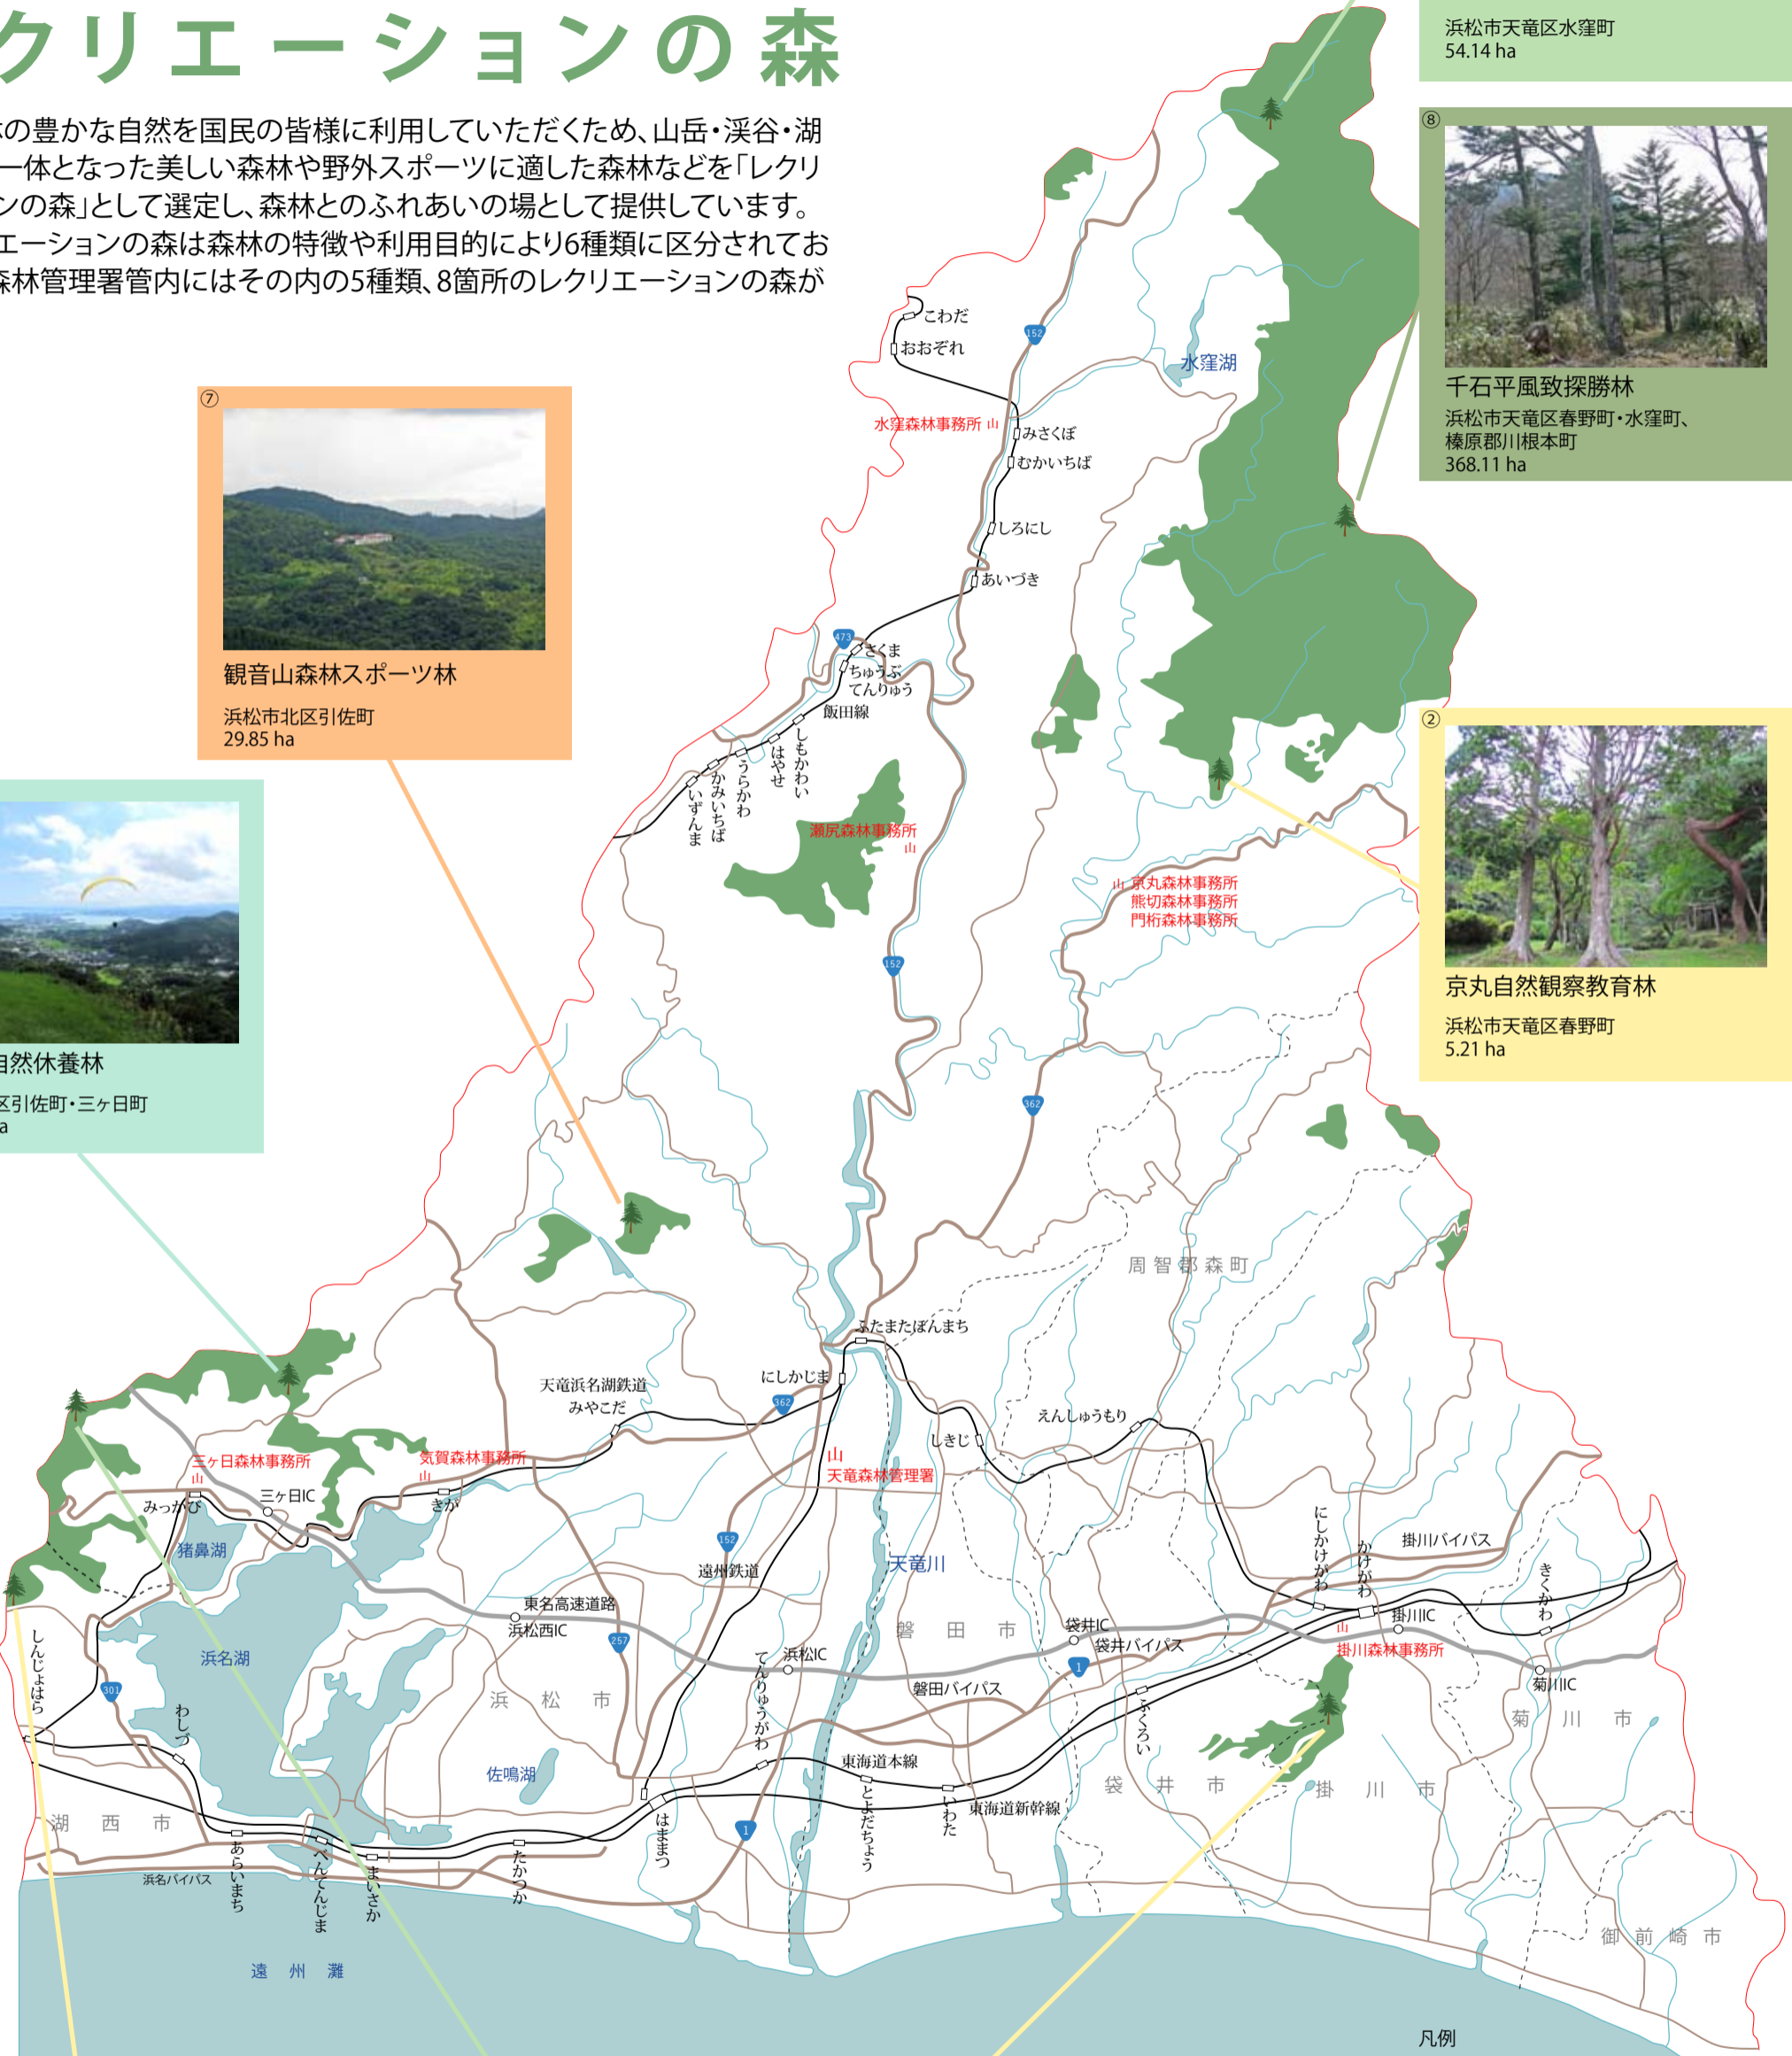 クリエーションの森
の豊かな自然を国民の皆様に利用していただくため、山岳・渓谷・湖
一体となった美しい森林や野外スポーツに適した森林などを「レクリ
ンの森」として選定し、森林とのふれあいの場として提供しています。
エーションの森は森林の特徴や利用目的により6種類に区分されてお
森林管理署管内にはその内の5種類、8箇所のレクリエーションの森が
浜松市天竜区水窪町
54.14 ha
⑧
千石平風致探勝林
浜松市天竜区春野町・水窪町、
榛原郡川根本町
368.11 ha
②
京丸自然観察教育林
浜松市天竜区春野町
5.21 ha
⑦
観音山森林スポーツ林
浜松市北区引佐町
29.85 ha
自然休養林
区引佐町・三ヶ日町
a
こわだ
おおぞれ
152
水窪湖
水窪森林事務所 山
みさくぼ
むかいちば
しろにし
あいづき
473
さくま
ちゅうぶ
てんりゅう
飯田線
しもかわい
はやせ
うらかわ
かみいちば
いずんま
瀬尻森林事務所
山
山 京丸森林事務所
熊切森林事務所
門桁森林事務所
152
362
周智郡森町
ふたまたほんまち
にしかじま
天竜浜名湖鉄道
みやこだ
362
えんしゅうもり
しきじ
三ヶ日森林事務所
山
気賀森林事務所
山
山
天竜森林管理署
みっかび
三ヶ日IC
きが
猪鼻湖
152
遠州鉄道
天竜川
にしかけがわ
かけがわ
掛川バイパス
きくがわ
東名高速道路
浜松西IC
257
磐田市
袋井IC
袋井バイパス
掛川IC
山
掛川森林事務所
しんじょはら
浜名湖
浜松IC
てんりゅうがわ
1
磐田バイパス
菊川IC
301
わしづ
浜松市
ふくろい
菊川市
佐鳴湖
東海道本線
とよだちょう
いわた
東海道新幹線
袋井市
掛川市
湖西市
はままつ
1
浜名バイパス
あらいまち
べんてんじま
まいさか
たかつか
御前崎市
遠州灘
凡例